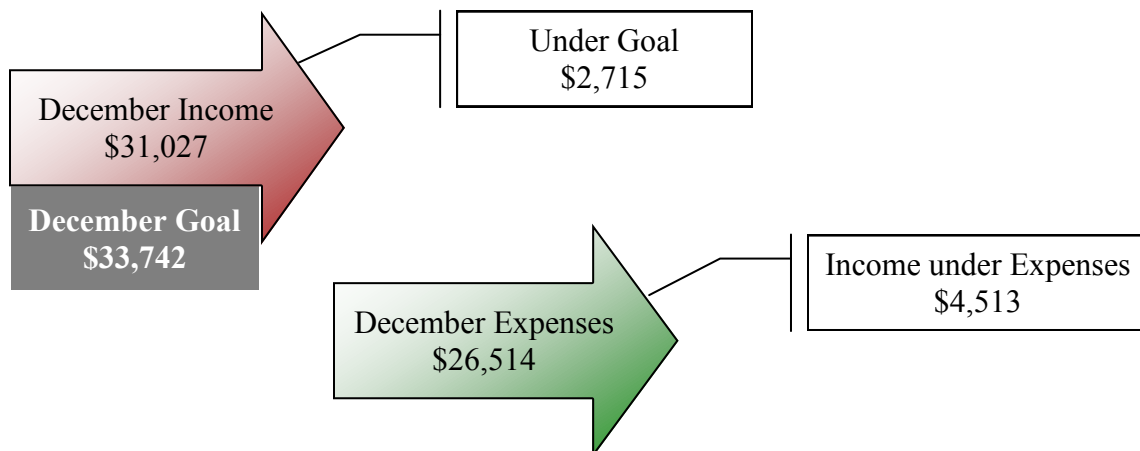 Under Goal
$2,715
December Income
$31,027
December Goal
$33,742
Income under Expenses
$4,513
December Expenses
$26,514